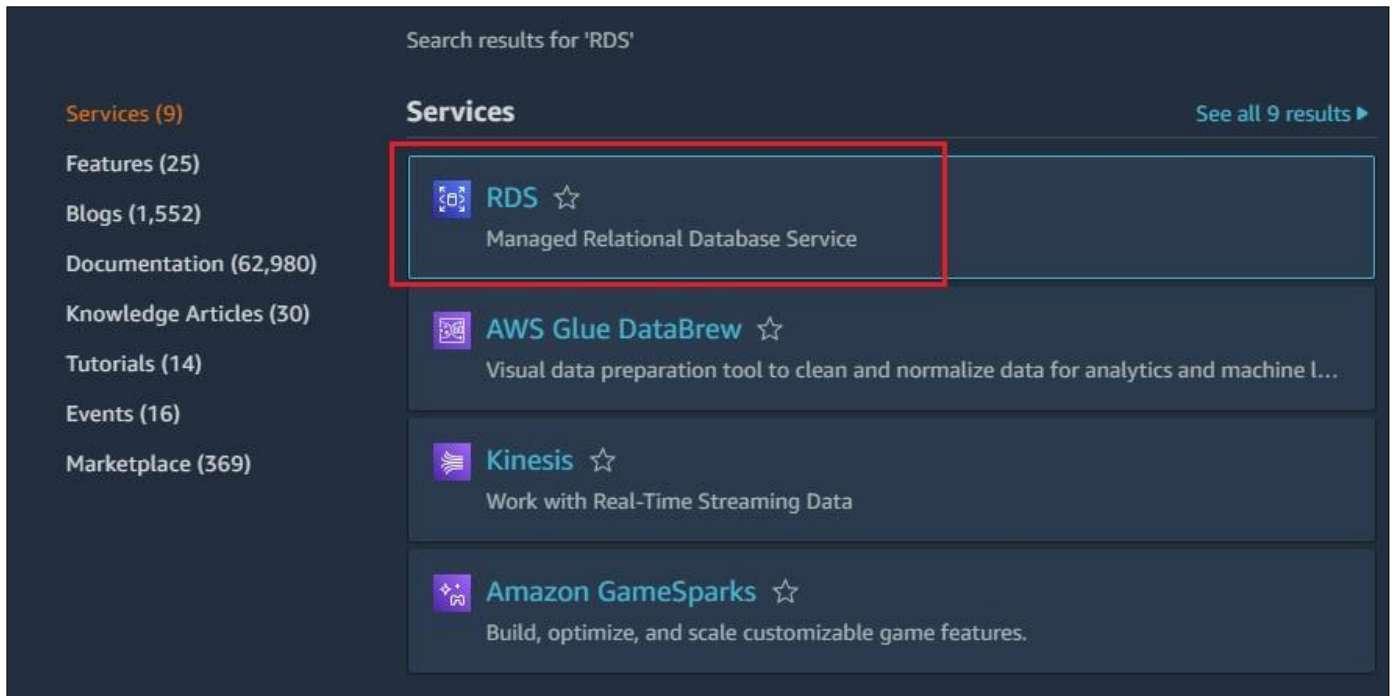 Search results for 'RDS'
Services (9)
Features (25)
Blogs (1,552)
Documentation (62,980)
Knowledge Articles (30)
Tutorials (14)
Events (16)
Marketplace (369)
Services
See all 9 results
RDS
Managed Relational Database Service
AWS Glue DataBrew
Visual data preparation tool to clean and normalize data for analytics and machine l...
Kinesis
Work with Real-Time Streaming Data
Amazon GameSparks
Build, optimize, and scale customizable game features.